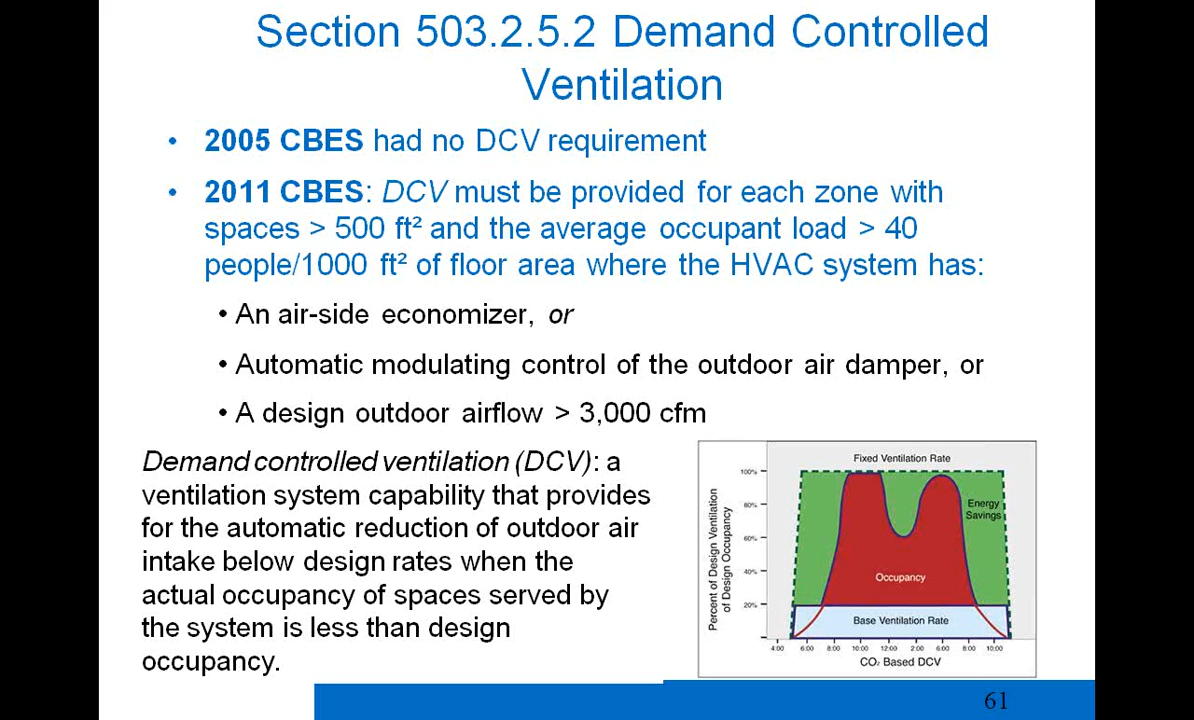 Section 503.2.5.2 Demand Controlled
Ventilation
• 2005 CBES had no DCV requirement
• 2011 CBES: DCV must be provided for each zone with
spaces > 500 ft² and the average occupant load > 40
people/1000 ft² of floor area where the HVAC system has:
• An air-side economizer, or
• Automatic modulating control of the outdoor air damper, or
• A design outdoor airflow > 3,000 cfm
Demand controlled ventilation (DCV): a
ventilation system capability that provides
for the automatic reduction of outdoor air
intake below design rates when the
actual occupancy of spaces served by
the system is less than design
occupancy.
Fixed Ventilation Rate
Percent of Design Ventilation
of Design Occupancy
100%
80%
60%
40%
20%
Energy
Savings
Occupancy
Base Ventilation Rate
4:00 6:00 8:00 10:00 12:00 2:00 6:00 8:00 10:00
CO₂ Based DCV
61